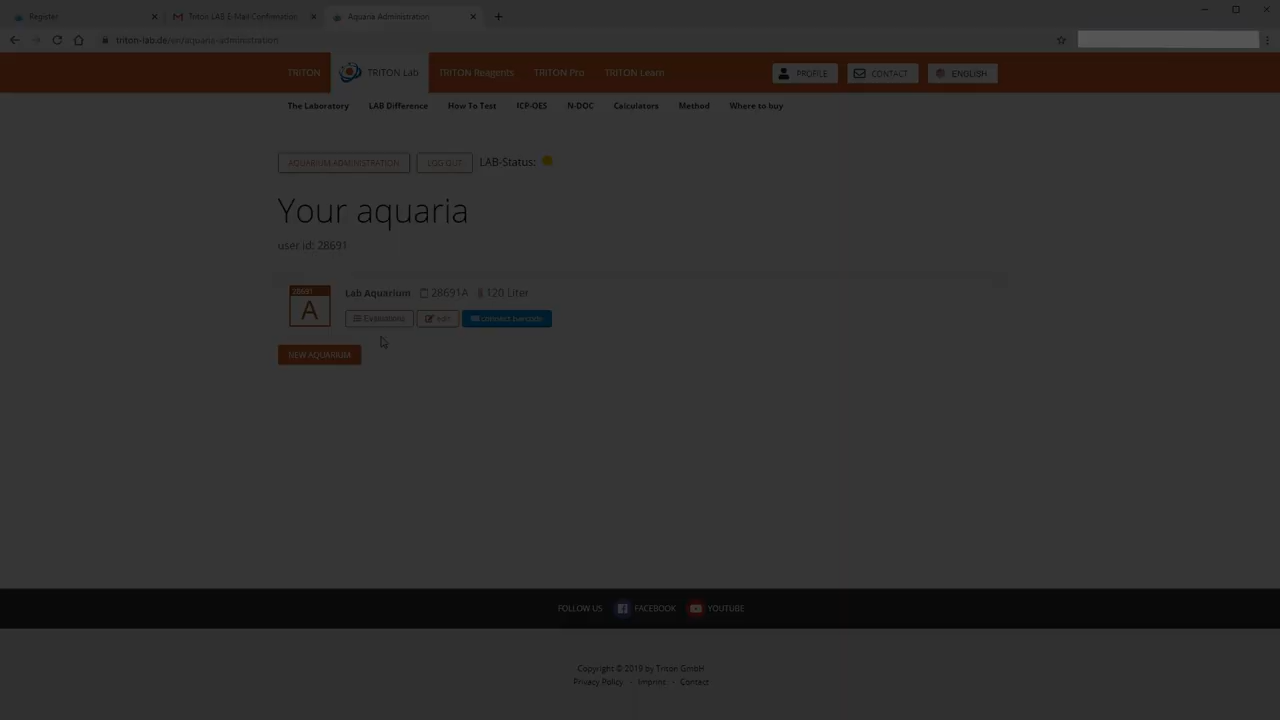 Register
Triton LAB E-Mail Confirmation
Aquaria Administration
triton-lab.de/en/aquaria-administration
TRITON
TRITON Lab
TRITON Reagents
TRITON Pro
TRITON Learn
PROFILE
CONTACT
ENGLISH
The Laboratory
LAB Difference
How To Test
ICP-OES
N-DOC
Calculators
Method
Where to buy
AQUARIUM ADMINISTRATION
LOG OUT
LAB-Status:
Your aquaria
user.id: 28691
28691
A
Lab Aquarium 28691A 120 Liter
Evaluations
edit
connect barcode
NEW AQUARIUM
FOLLOW US
FACEBOOK
YOUTUBE
Copyright © 2019 by Triton GmbH
Privacy Policy - Imprint - Contact